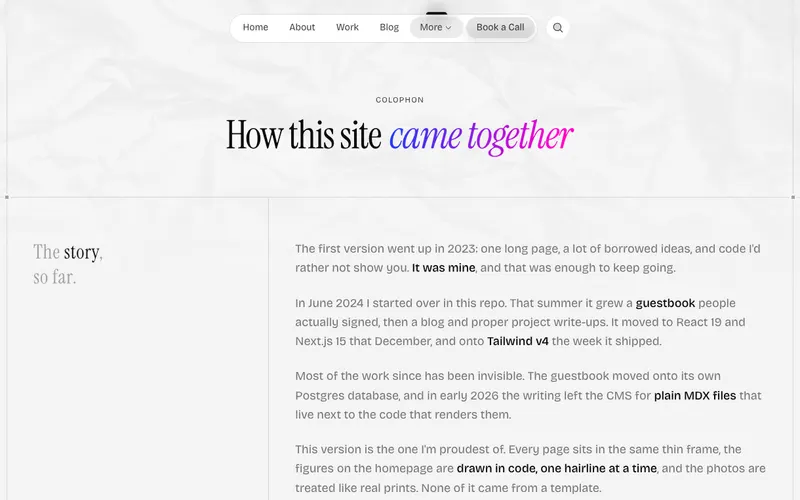 Home About Work Blog More Book a Call
COLOPHON
How this site came together
The story,
so far.
The first version went up in 2023: one long page, a lot of borrowed ideas, and code I'd
rather not show you. It was mine, and that was enough to keep going.
In June 2024 I started over in this repo. That summer it grew a guestbook people
actually signed, then a blog and proper project write-ups. It moved to React 19 and
Next.js 15 that December, and onto Tailwind v4 the week it shipped.
Most of the work since has been invisible. The guestbook moved onto its own
Postgres database, and in early 2026 the writing left the CMS for plain MDX files that
live next to the code that renders them.
This version is the one I'm proudest of. Every page sits in the same thin frame, the
figures on the homepage are drawn in code, one hairline at a time, and the photos are
treated like real prints. None of it came from a template.